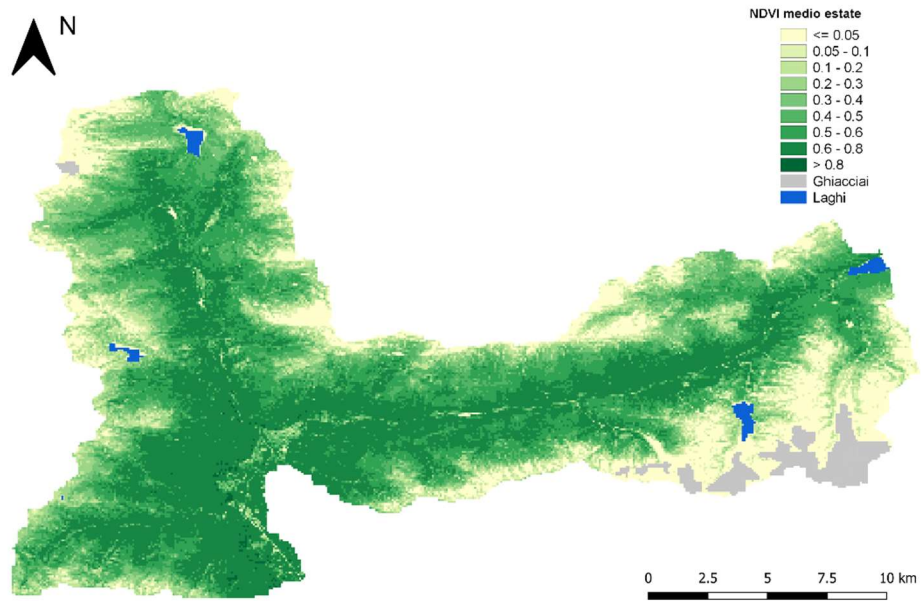 N
NDVI medio estate
<= 0.05
0.05 - 0.1
0.1 - 0.2
0.2 - 0.3
0.3 - 0.4
0.4 - 0.5
0.5 - 0.6
0.6 - 0.8
> 0.8
Ghiacciai
Laghi
0 2.5 5 7.5 10 km